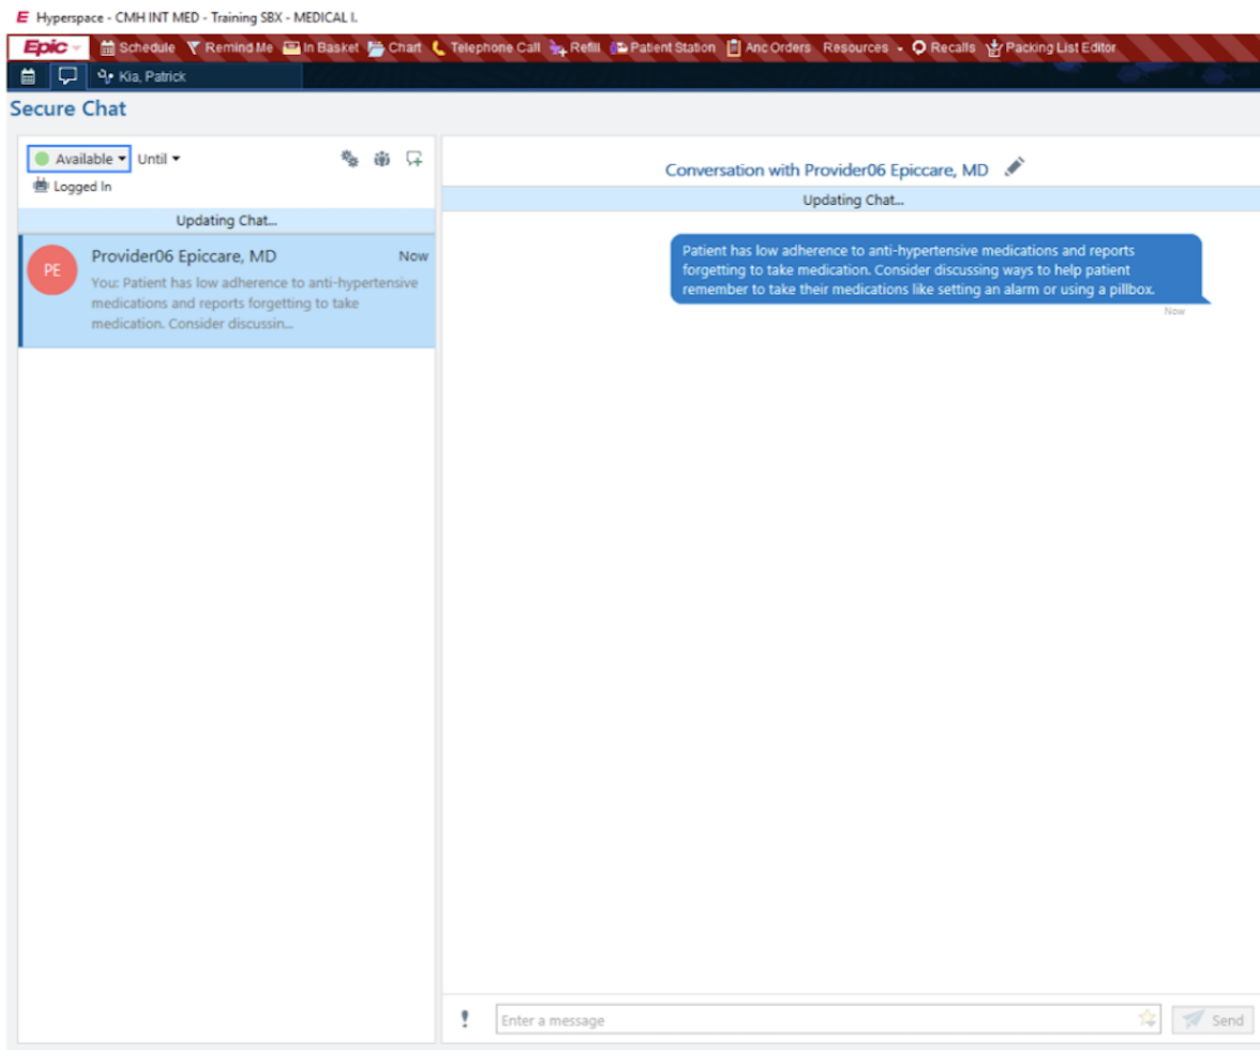 E Hyperspace - CMH INT MED - Training SBX - MEDICAL I.
Epic Schedule Remind Me In Basket Chart Telephone Call Refill Patient Station Anc Orders Resources Recalls Packing List Editor
Kia, Patrick
Secure Chat
Available Until
Logged In
Updating Chat...
PE
Provider06 Epiccare, MD Now
You: Patient has low adherence to anti-hypertensive
medications and reports forgetting to take
medication. Consider discussin...
Conversation with Provider06 Epiccare, MD
Updating Chat...
Patient has low adherence to anti-hypertensive medications and reports
forgetting to take medication. Consider discussing ways to help patient
remember to take their medications like setting an alarm or using a pillbox.
Now
! Enter a message Send